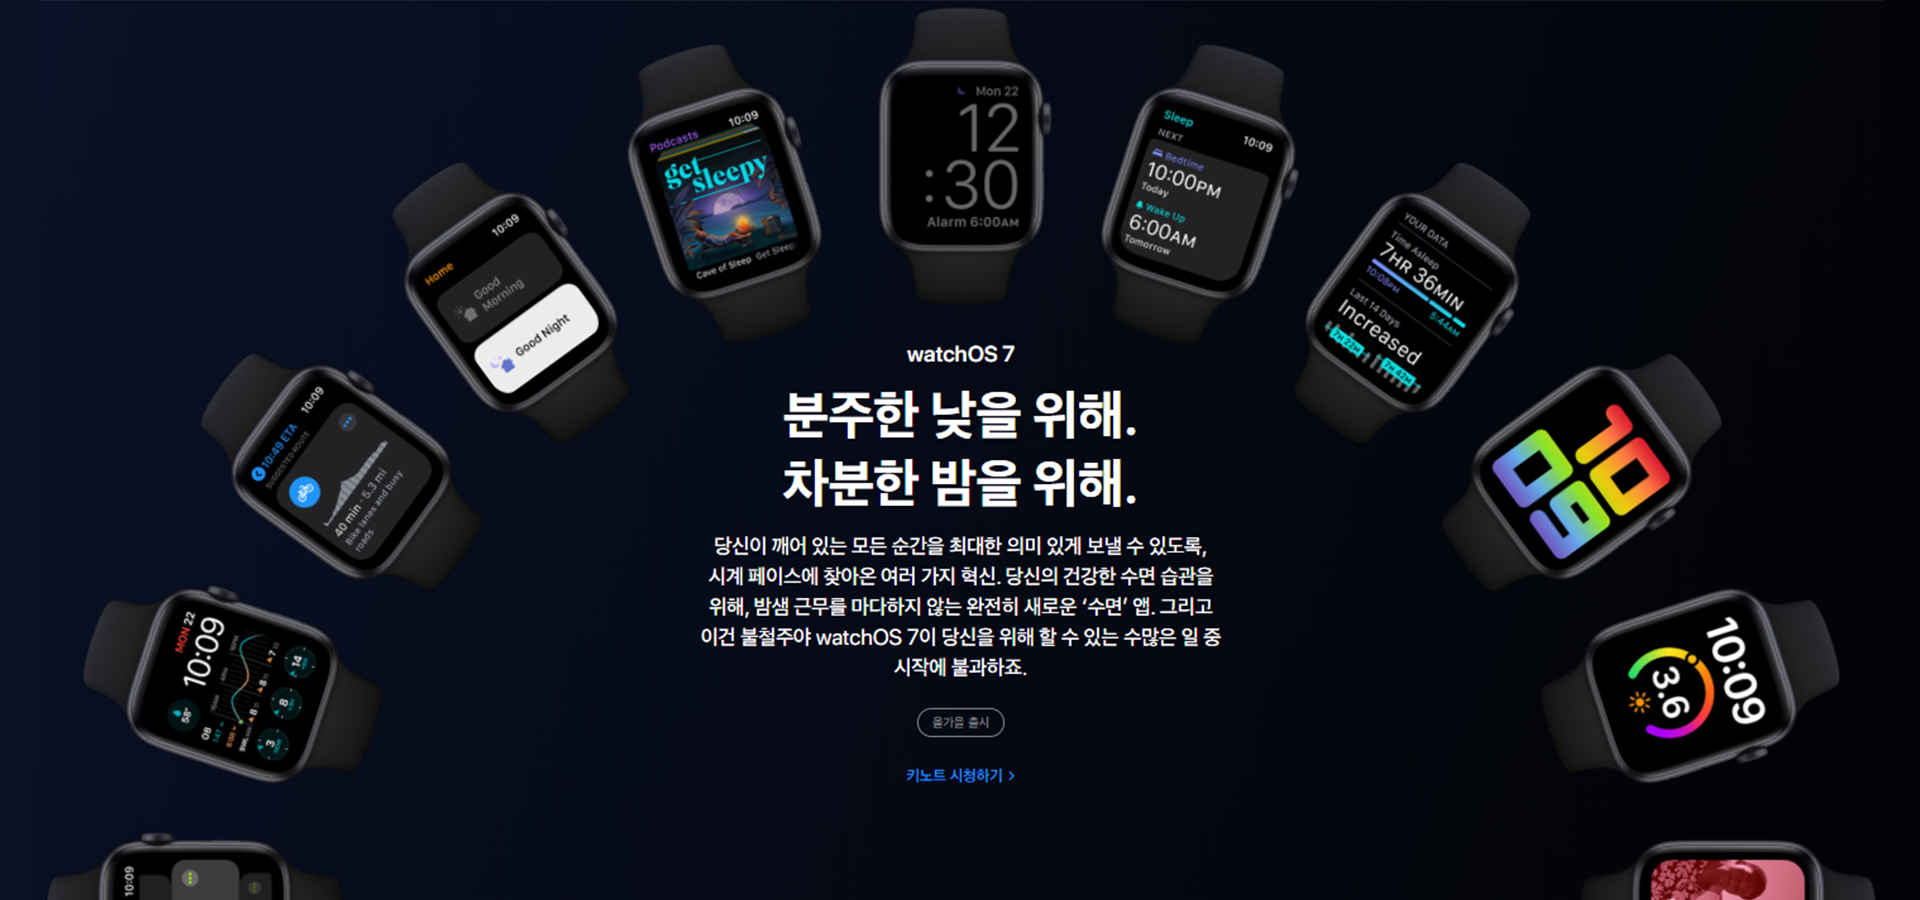 Mon 22
12
:30
Alarm 6:00AM
Podcasts
10:09
get
sleepy
Cave of Sleep Get Sleepy
Sleep
10:09
NEXT
Bedtime
10:00PM
Today
Wake Up
6:00AM
Tomorrow
Home
10:09
Good
Morning
Good Night
YOUR DATA
Time Asleep
7HR 36MIN
10:08PM
5:44AM
Last 14 Days
Increased
7H 22M
7H 42M
10:49 ETA
10:09
SUGGESTED ROUTE
40 min · 5.3 mi
Bike lanes and busy
roads
10
09
watchOS 7
분주한 낮을 위해.
차분한 밤을 위해.
당신이 깨어 있는 모든 순간을 최대한 의미 있게 보낼 수 있도록,
시계 페이스에 찾아온 여러 가지 혁신. 당신의 건강한 수면 습관을
위해, 밤샘 근무를 마다하지 않는 완전히 새로운 ‘수면’ 앱. 그리고
이건 불철주야 watchOS 7이 당신을 위해 할 수 있는 수많은 일 중
시작에 불과하죠.
올가을 출시
키노트 시청하기 >
MON 22
10:09
58°
14
8
3
10:09
3.6
10:09